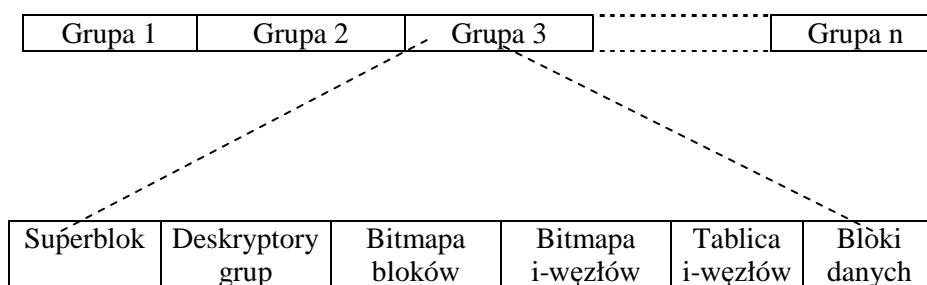 Grupa 1 Grupa 2 Grupa 3 Grupa n
Superblok Deskryptory Bitmapa Bitmapa Tablica Bloki
grup bloków i-węzłów i-węzłów danych